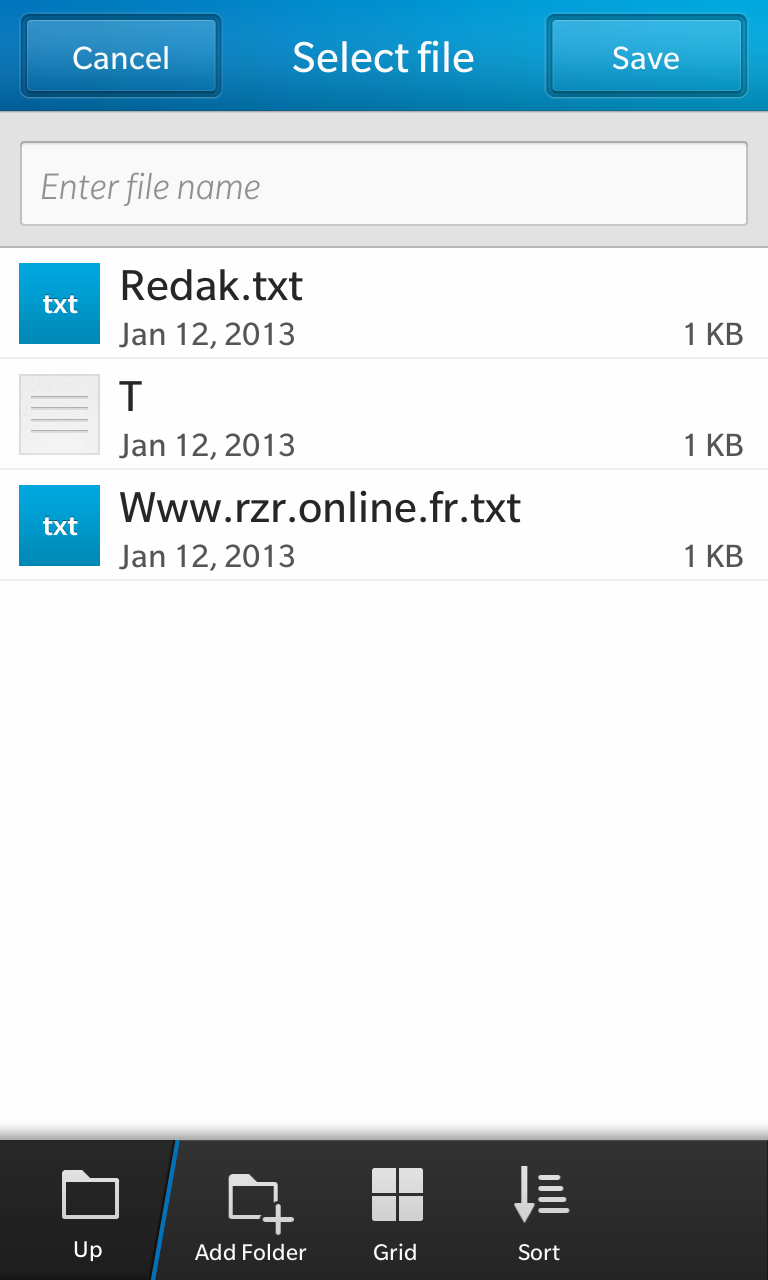 Cancel Select file Save
Enter file name
txt Redak.txt
Jan 12, 2013 1 KB
T
Jan 12, 2013 1 KB
txt Www.rzr.online.fr.txt
Jan 12, 2013 1 KB
Up Add Folder Grid Sort